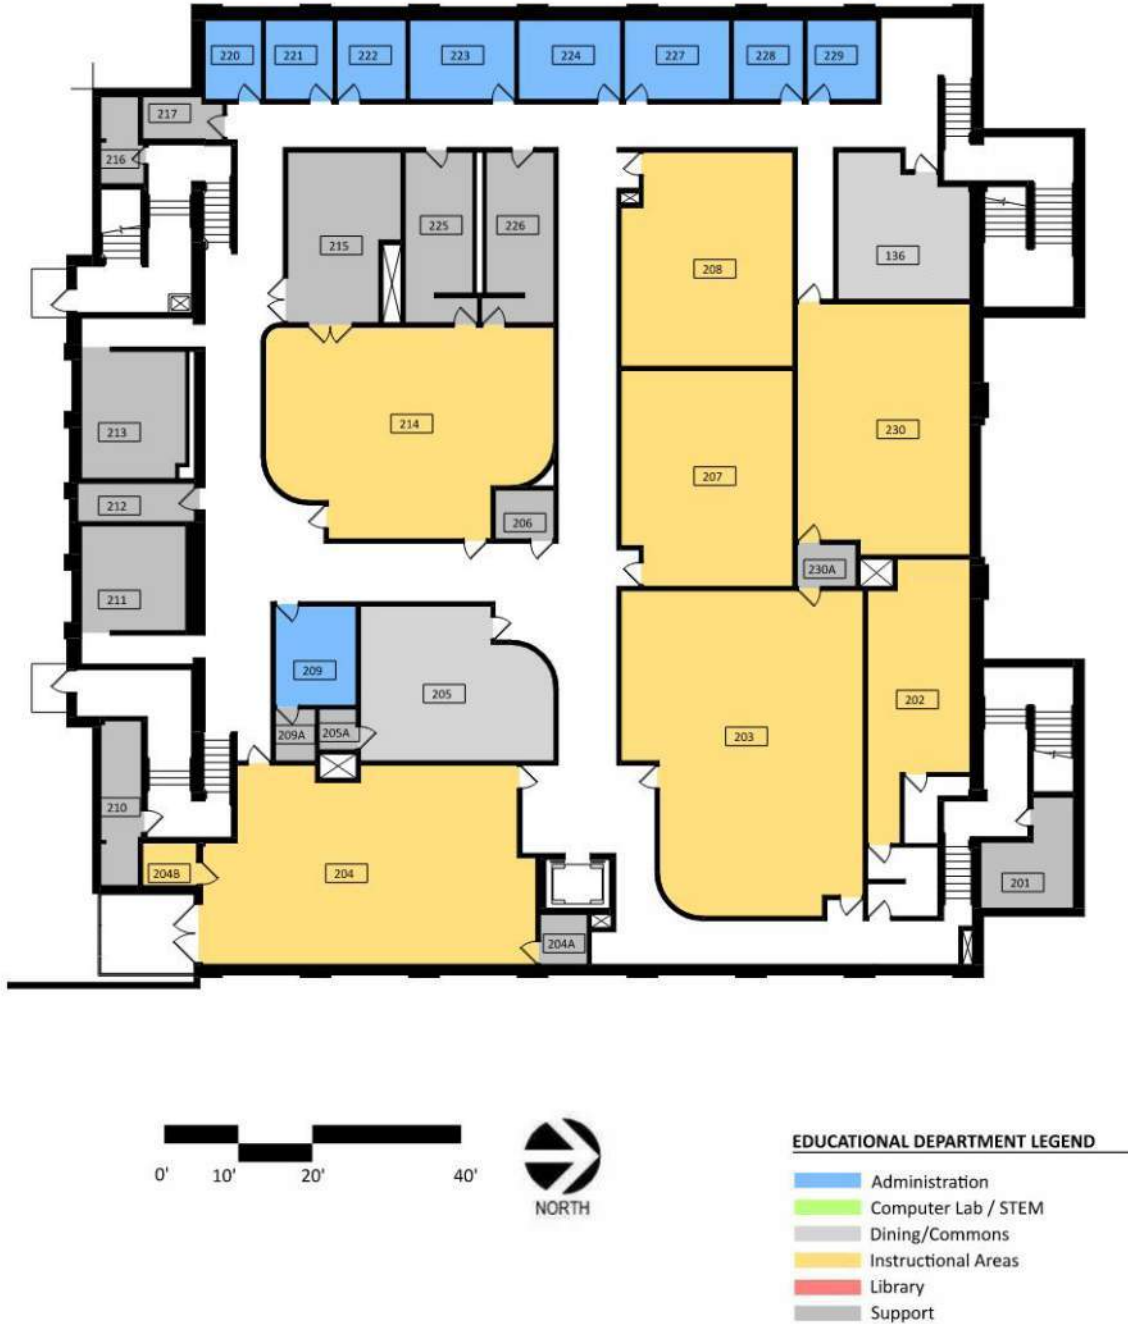 220 221 222 223 224 227 228 229
217
216
215 225 226 208 136
214 230
213 207
212 206
230A
211
209 205 202
209A 205A 203
210
204B 204 201
204A
0' 10' 20' 40'
NORTH
EDUCATIONAL DEPARTMENT LEGEND
Administration
Computer Lab / STEM
Dining/Commons
Instructional Areas
Library
Support